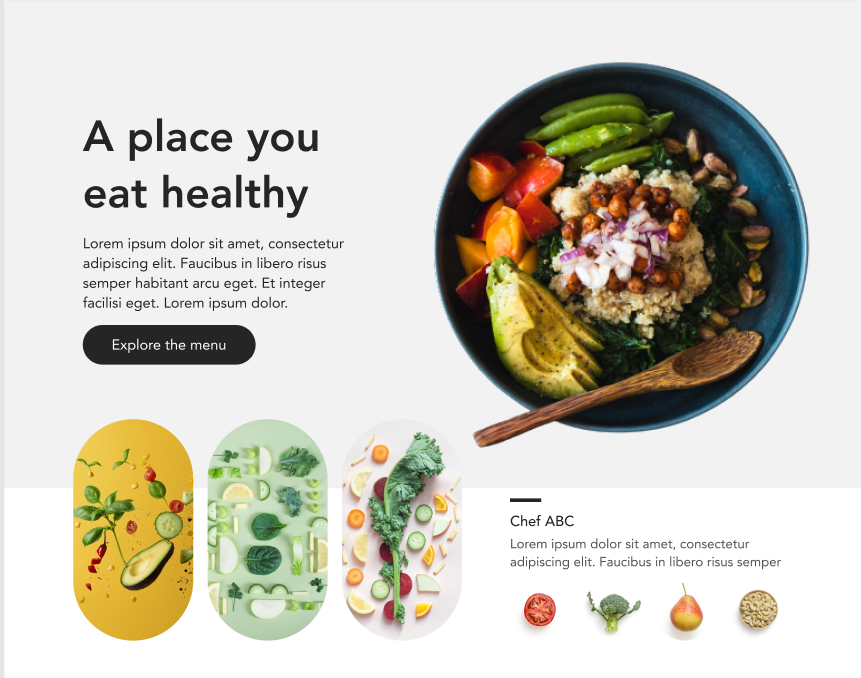 A place you
eat healthy
Lorem ipsum dolor sit amet, consectetur
adipiscing elit. Faucibus in libero risus
semper habitant arcu eget. Et integer
facilisi eget. Lorem ipsum dolor.
Explore the menu
Chef ABC
Lorem ipsum dolor sit amet, consectetur
adipiscing elit. Faucibus in libero risus semper